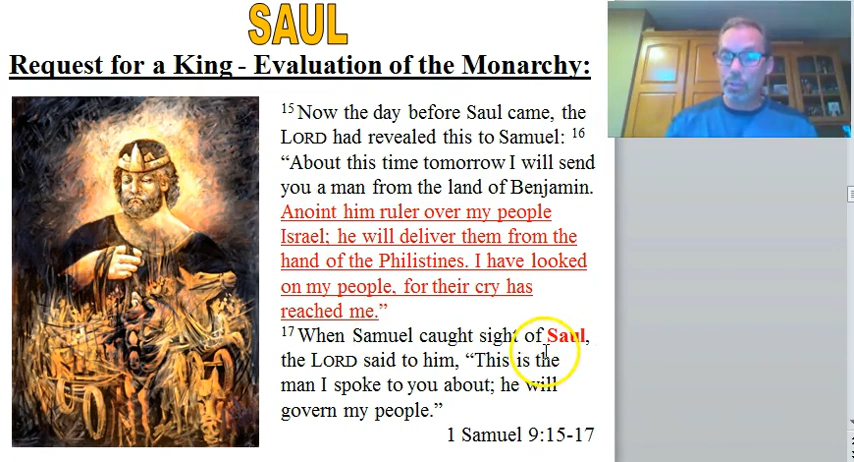 SAUL
Request for a King - Evaluation of the Monarchy:
15 Now the day before Saul came, the
LORD had revealed this to Samuel: 16
“About this time tomorrow I will send
you a man from the land of Benjamin.
Anoint him ruler over my people
Israel; he will deliver them from the
hand of the Philistines. I have looked
on my people, for their cry has
reached me.”
17 When Samuel caught sight of Saul,
the LORD said to him, “This is the
man I spoke to you about; he will
govern my people.”
1 Samuel 9:15-17